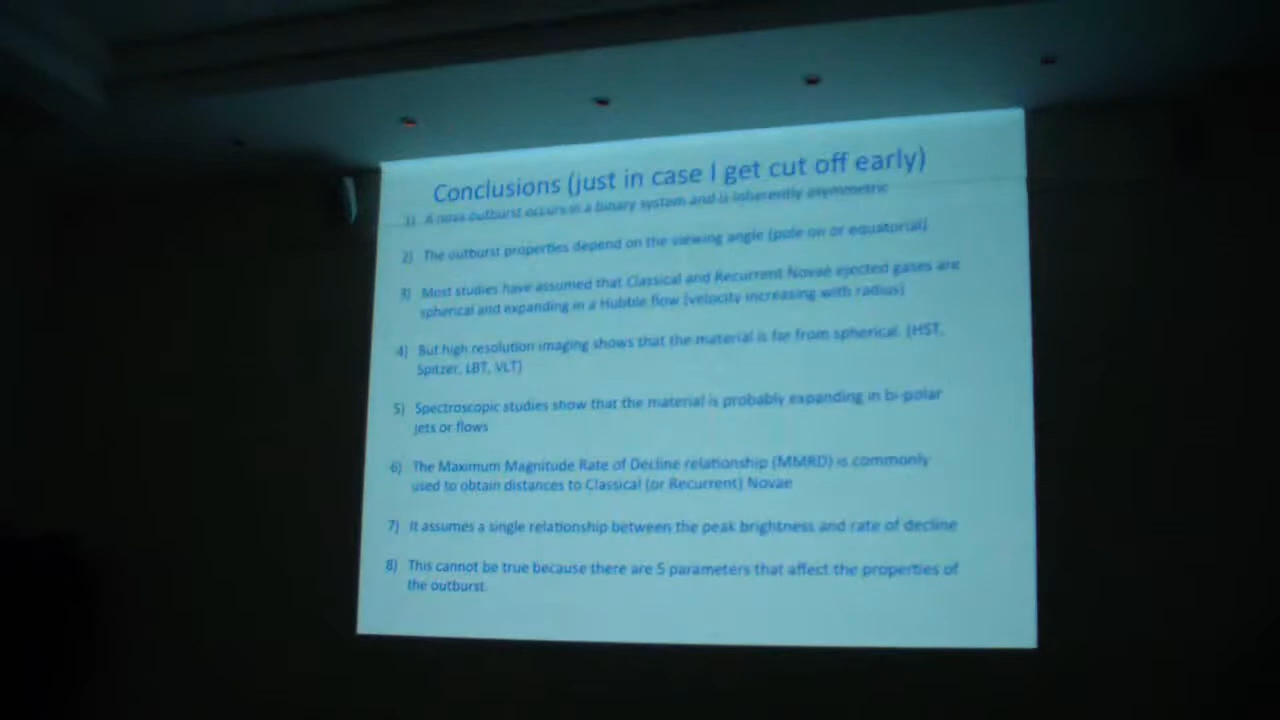 Conclusions (just in case I get cut off early)
1) A nova outburst occurs in a binary system and is inherently asymmetric
2) The outburst properties depend on the viewing angle (pole on or equatorial)
3) Most studies have assumed that Classical and Recurrent Novae ejected gases are
spherical and expanding in a Hubble flow (velocity increasing with radius)
4) But high resolution imaging shows that the material is far from spherical. (HST,
Spitzer, LBT, VLT)
5) Spectroscopic studies show that the material is probably expanding in bi-polar
jets or flows
6) The Maximum Magnitude Rate of Decline relationship (MMRD) is commonly
used to obtain distances to Classical (or Recurrent) Novae
7) It assumes a single relationship between the peak brightness and rate of decline
8) This cannot be true because there are 5 parameters that affect the properties of
the outburst.